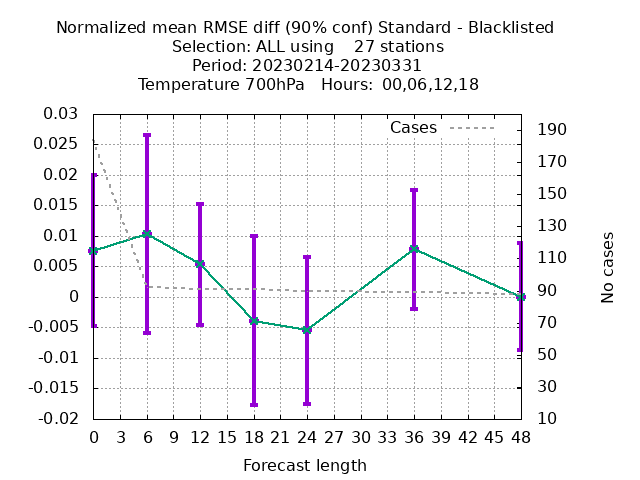 Normalized mean RMSE diff (90% conf) Standard - Blacklisted
Selection: ALL using    27 stations
Period: 20230214-20230331
Temperature 700hPa   Hours:  00,06,12,18
Cases
0.03
0.025
0.02
0.015
0.01
0.005
0
-0.005
-0.01
-0.015
-0.02
190
170
150
130
110
90
70
50
30
10
No cases
0 3 6 9 12 15 18 21 24 27 30 33 36 39 42 45 48
Forecast length